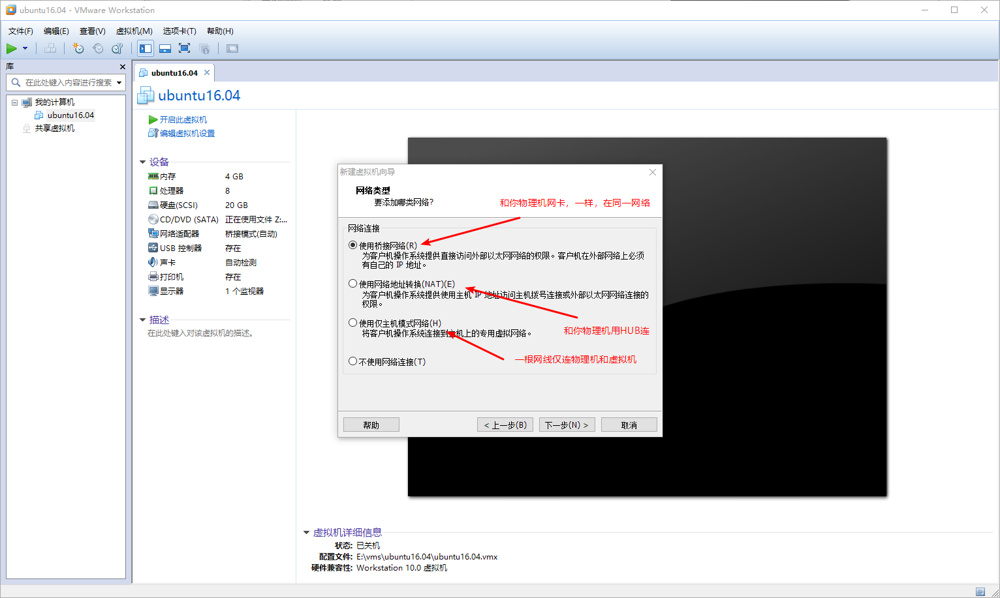 ubuntu16.04 - VMware Workstation
文件(F) 编辑(E) 查看(V) 虚拟机(M) 选项卡(T) 帮助(H)
库
在此处键入内容进行搜索
我的计算机
ubuntu16.04
共享虚拟机
ubuntu16.04
ubuntu16.04
开启此虚拟机
编辑虚拟机设置
设备
内存 4 GB
处理器 8
硬盘(SCSI) 20 GB
CD/DVD (SATA) 正在使用文件 Z:...
网络适配器 桥接模式(自动)
USB 控制器 存在
声卡 自动检测
打印机 存在
显示器 1 个监视器
描述
在此处键入对该虚拟机的描述。
新建虚拟机向导
网络类型
要添加哪类网络?
和你物理机网卡，一样，在同一网络
网络连接
使用桥接网络(R)
为客户机操作系统提供直接访问外部以太网网络的权限。客户机在外部网络上必须
有自己的 IP 地址。
使用网络地址转换(NAT)(E)
为客户机操作系统提供使用主机 IP 地址访问主机拨号连接或外部以太网网络连接的
权限。
使用仅主机模式网络(H)
将客户机操作系统连接到主机上的专用虚拟网络。
和你物理机用HUB连
一根网线仅连物理机和虚拟机
不使用网络连接(T)
帮助 < 上一步(B) 下一步(N) > 取消
虚拟机详细信息
状态: 已关机
配置文件: E:\vms\ubuntu16.04\ubuntu16.04.vmx
硬件兼容性: Workstation 10.0 虚拟机